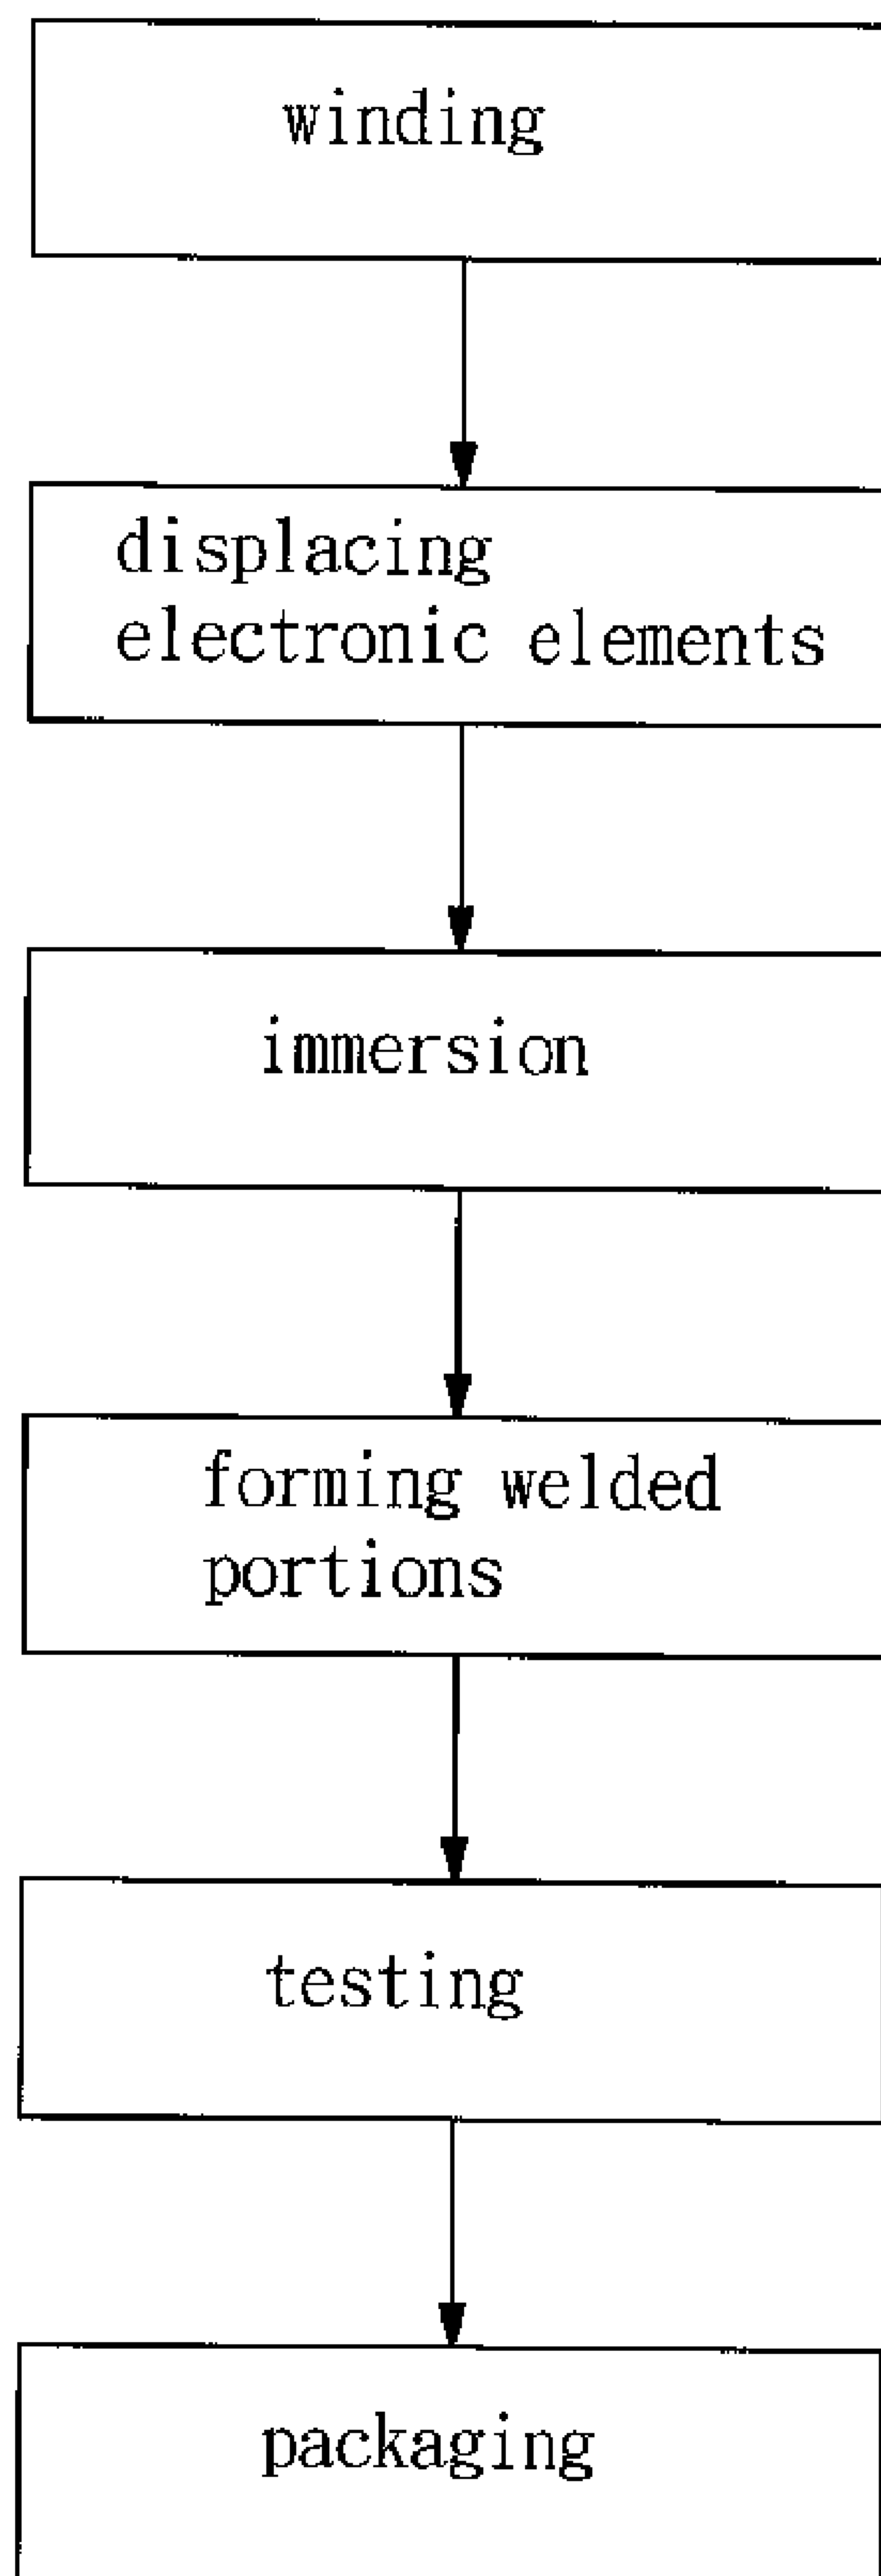 winding
displacing
electronic elements
immersion
forming welded
portions
testing
packaging